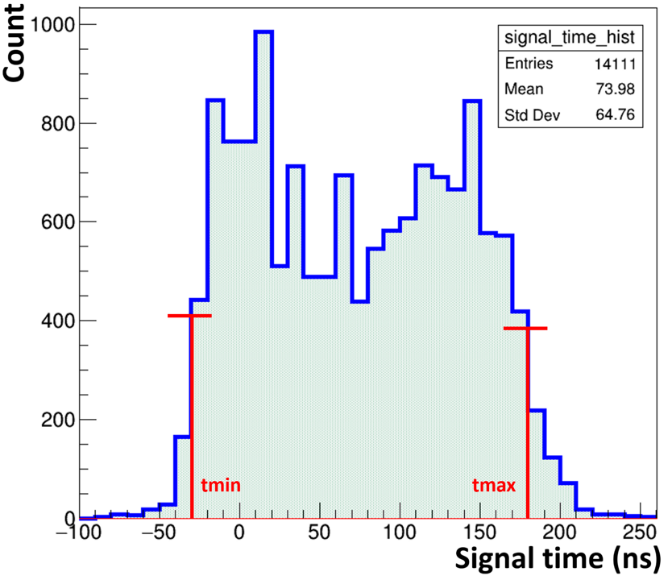 Count
1000
800
600
400
200
0
signal_time_hist
Entries 14111
Mean 73.98
Std Dev 64.76
tmin
tmax
−100 −50 0 50 100 150 200 250
Signal time (ns)